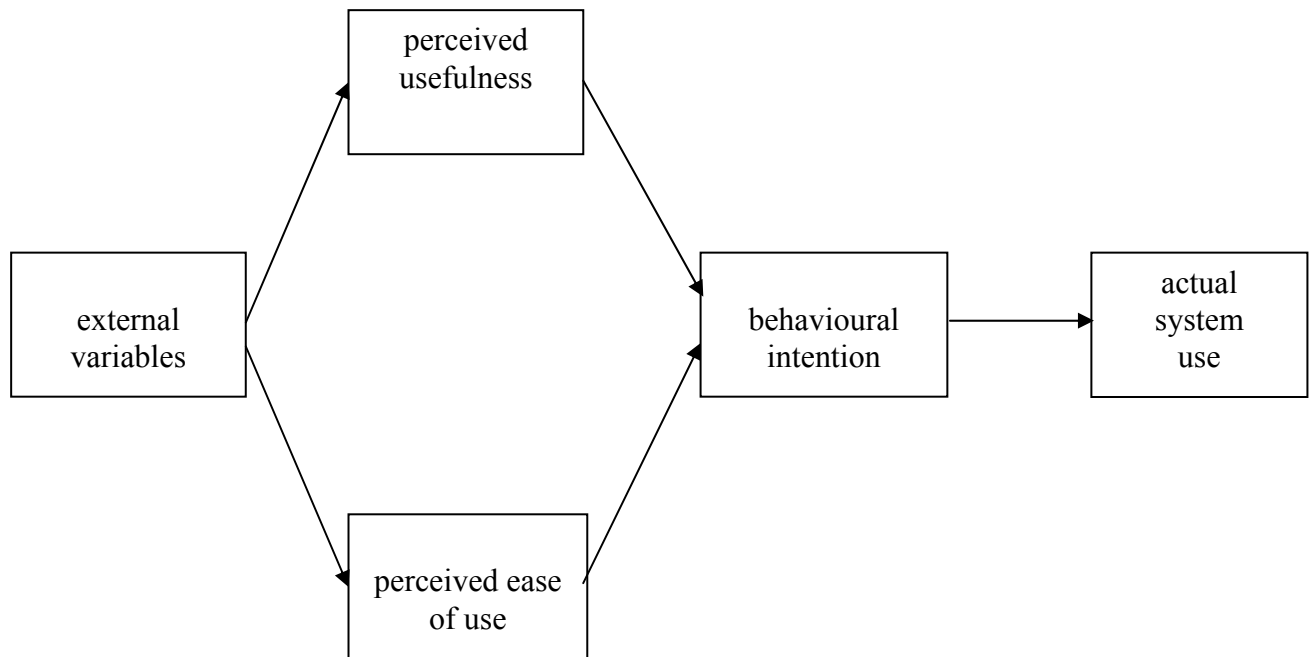 perceived
usefulness
external
variables
behavioural
intention
actual
system
use
perceived ease
of use